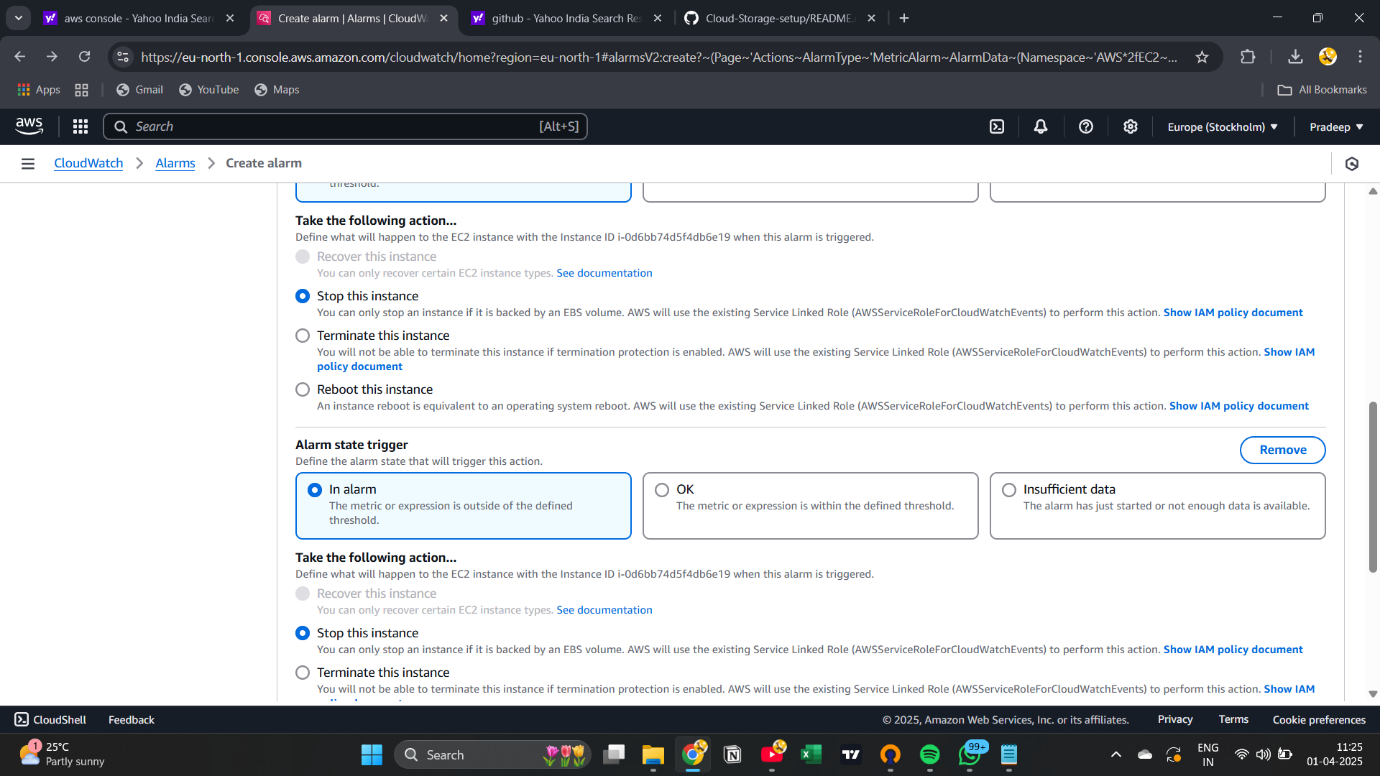 aws console - Yahoo India Sear
Create alarm | Alarms | CloudW
github - Yahoo India Search Re
Cloud-Storage-setup/README.
https://eu-north-1.console.aws.amazon.com/cloudwatch/home?region=eu-north-1#alarmsV2:create?~(Page~'Actions~AlarmType~'MetricAlarm~AlarmData~(Namespace~'AWS*2fEC2~...
Apps
Gmail
YouTube
Maps
All Bookmarks
aws
Search
[Alt+S]
Europe (Stockholm)
Pradeep
CloudWatch
Alarms
Create alarm
threshold.
Take the following action...
Define what will happen to the EC2 instance with the Instance ID i-0d6bb74d5f4db6e19 when this alarm is triggered.
Recover this instance
You can only recover certain EC2 instance types. See documentation
Stop this instance
You can only stop an instance if it is backed by an EBS volume. AWS will use the existing Service Linked Role (AWSServiceRoleForCloudWatchEvents) to perform this action. Show IAM policy document
Terminate this instance
You will not be able to terminate this instance if termination protection is enabled. AWS will use the existing Service Linked Role (AWSServiceRoleForCloudWatchEvents) to perform this action. Show IAM
policy document
Reboot this instance
An instance reboot is equivalent to an operating system reboot. AWS will use the existing Service Linked Role (AWSServiceRoleForCloudWatchEvents) to perform this action. Show IAM policy document
Alarm state trigger
Remove
Define the alarm state that will trigger this action.
In alarm
The metric or expression is outside of the defined
threshold.
OK
The metric or expression is within the defined threshold.
Insufficient data
The alarm has just started or not enough data is available.
Take the following action...
Define what will happen to the EC2 instance with the Instance ID i-0d6bb74d5f4db6e19 when this alarm is triggered.
Recover this instance
You can only recover certain EC2 instance types. See documentation
Stop this instance
You can only stop an instance if it is backed by an EBS volume. AWS will use the existing Service Linked Role (AWSServiceRoleForCloudWatchEvents) to perform this action. Show IAM policy document
Terminate this instance
You will not be able to terminate this instance if termination protection is enabled. AWS will use the existing Service Linked Role (AWSServiceRoleForCloudWatchEvents) to perform this action. Show IAM
CloudShell
Feedback
© 2025, Amazon Web Services, Inc. or its affiliates.
Privacy
Terms
Cookie preferences
1
25°C
Partly sunny
Search
99+
ENG
IN
11:25
01-04-2025